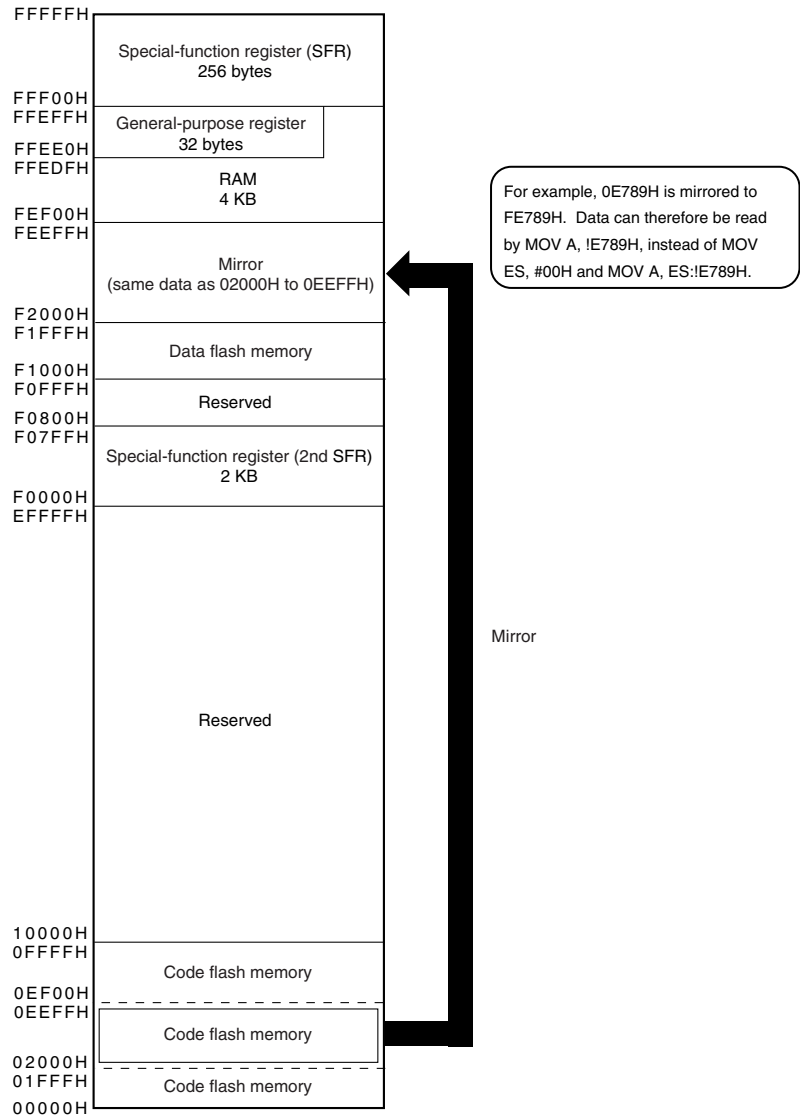 FFFFFH
Special-function register (SFR)
256 bytes
FFF00H
FFEFFH
General-purpose register
32 bytes
FFEE0H
FFEDFH
RAM
4 KB
FEF00H
FEEFFH
Mirror
(same data as 02000H to 0EEFFH)
For example, 0E789H is mirrored to
FE789H. Data can therefore be read
by MOV A, !E789H, instead of MOV
ES, #00H and MOV A, ES:!E789H.
F2000H
F1FFFH
Data flash memory
F1000H
F0FFFH
Reserved
F0800H
F07FFH
Special-function register (2nd SFR)
2 KB
F0000H
EFFFFH
Mirror
Reserved
10000H
0FFFFH
Code flash memory
0EF00H
0EEFFH
Code flash memory
02000H
01FFFH
Code flash memory
00000H